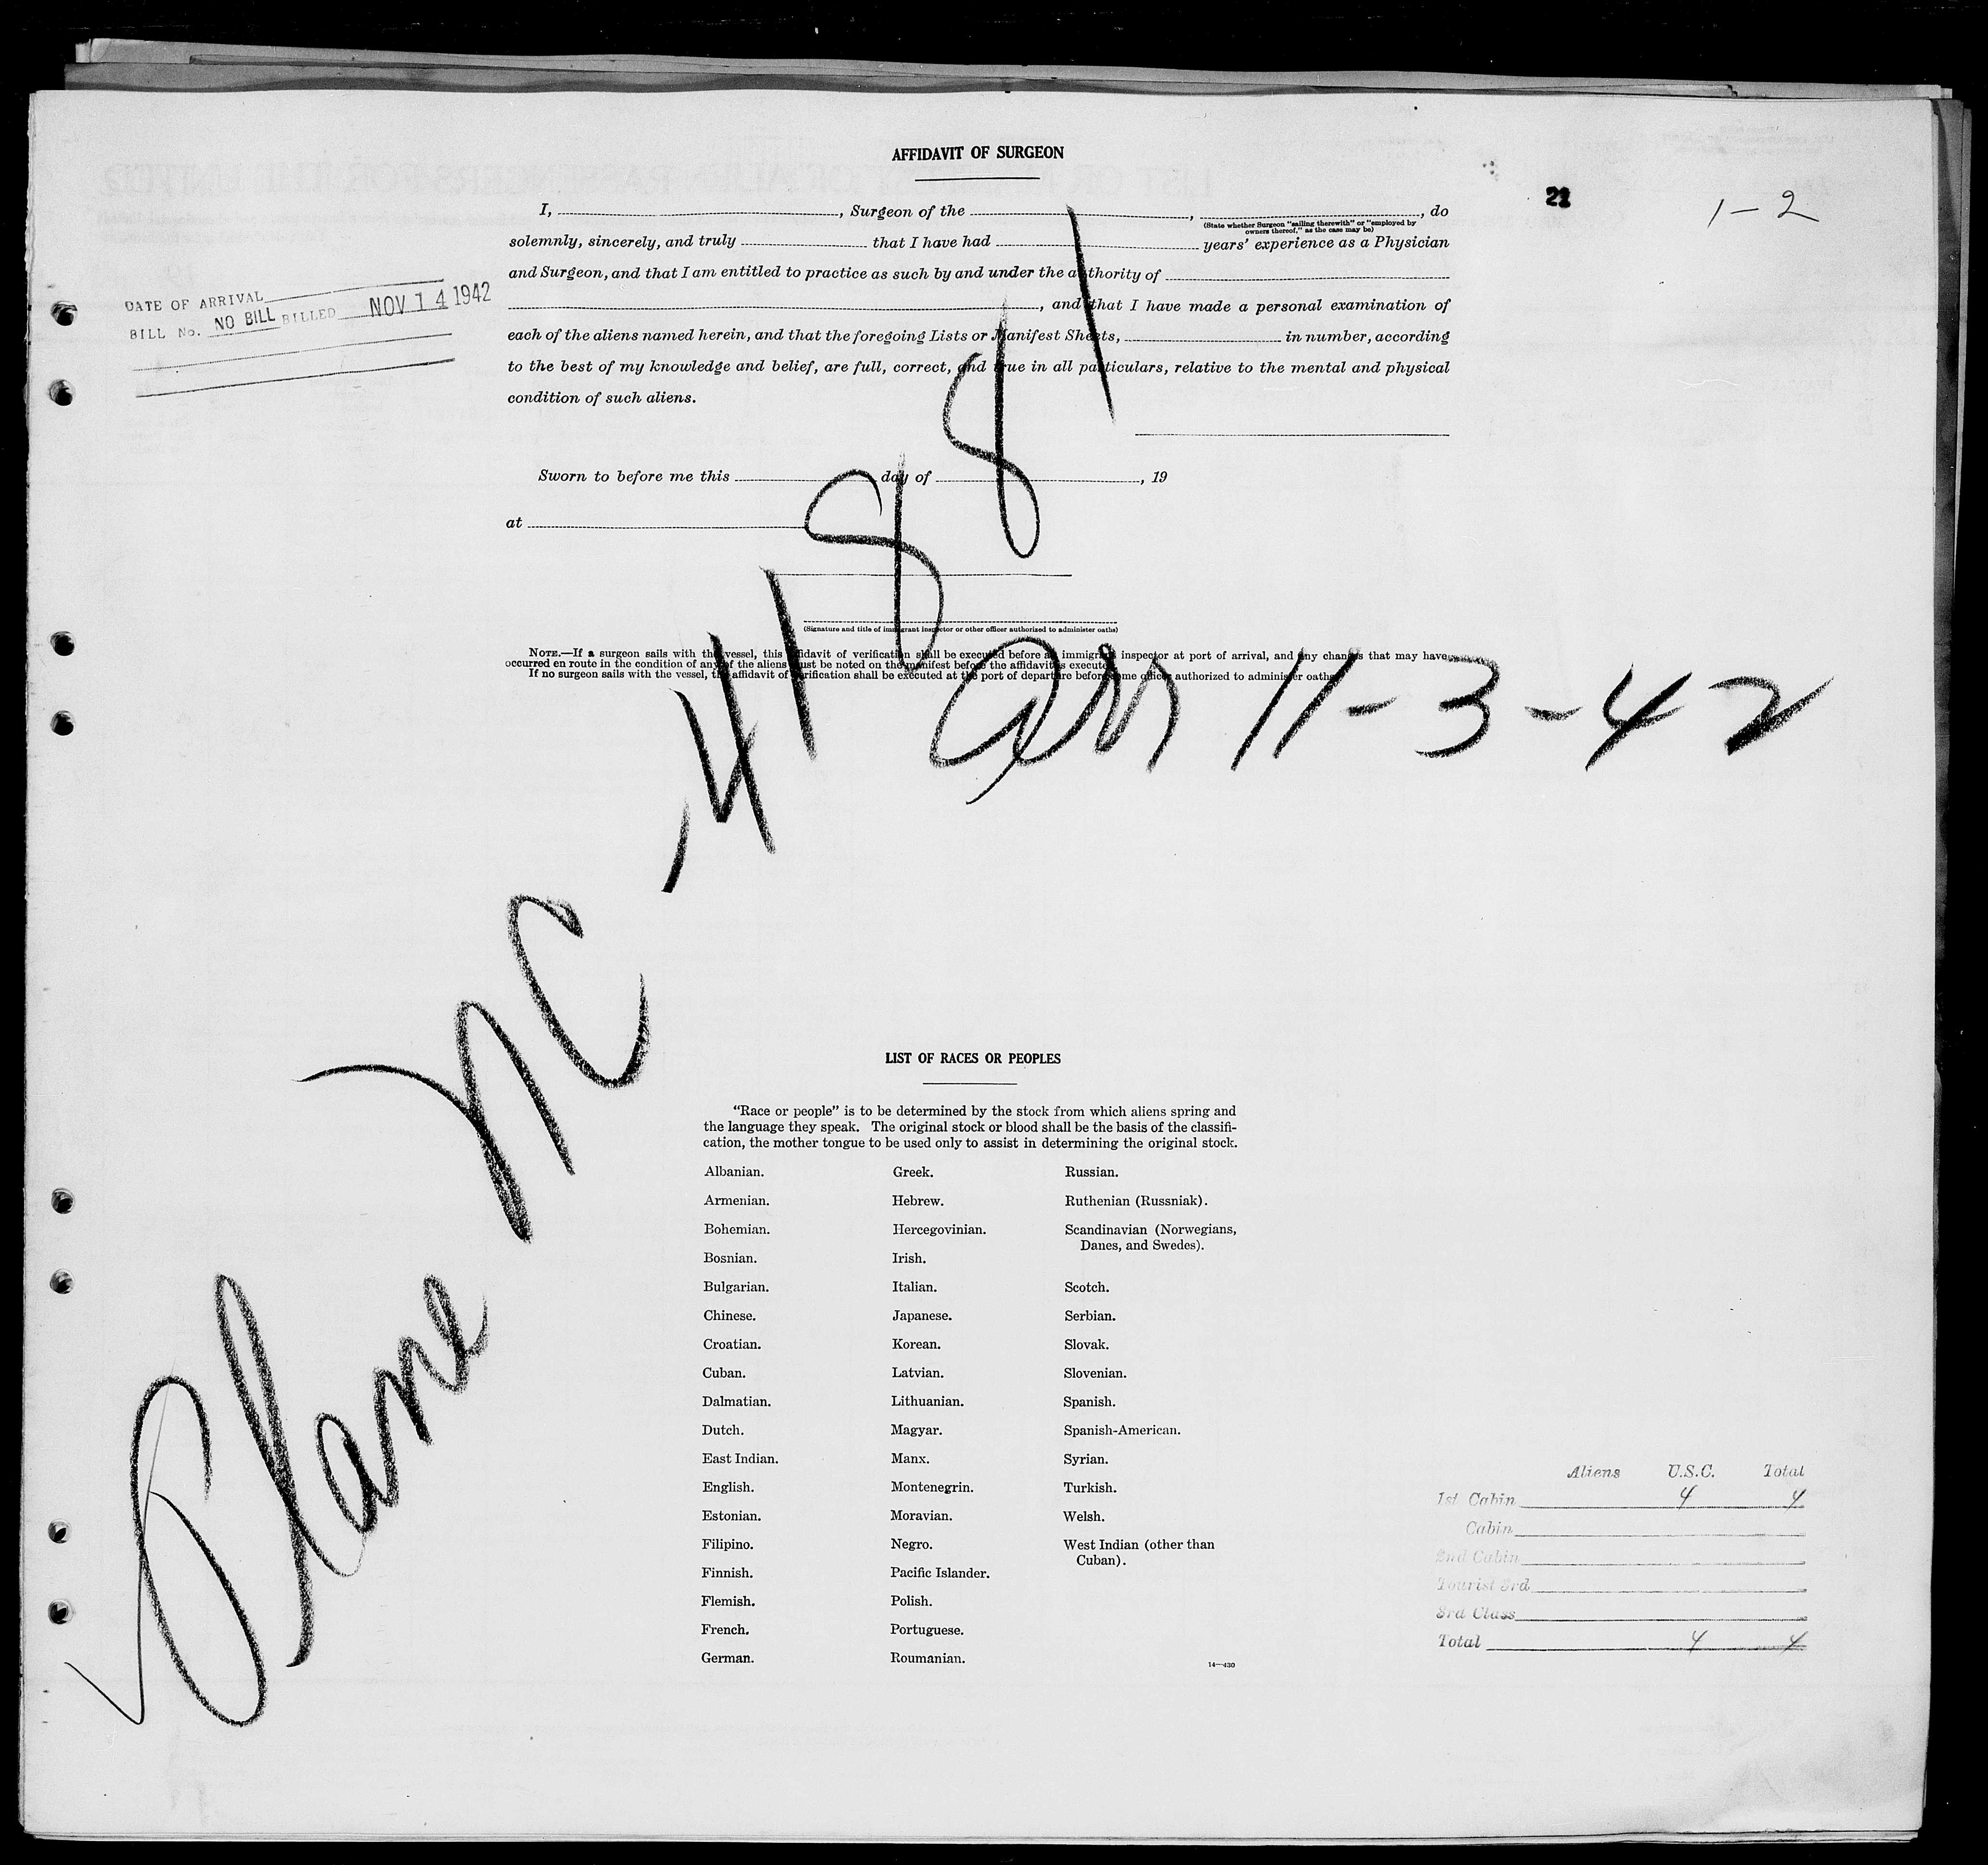 AFFIDAVIT OF SURGEON
22
1-2
I, , Surgeon of the , , do
(State whether Surgeon "sailing therewith" or "employed by
owners thereof," as the case may be)
solemnly, sincerely, and truly that I have had years' experience as a Physician
and Surgeon, and that I am entitled to practice as such by and under the authority of
, and that I have made a personal examination of
each of the aliens named herein, and that the foregoing Lists or Manifest Sheets, in number, according
to the best of my knowledge and belief, are full, correct, and true in all particulars, relative to the mental and physical
condition of such aliens.
DATE OF ARRIVAL
BILL No. NO BILL BILLED NOV 14 1942
Sworn to before me this day of , 19
at
(Signature and title of immigrant inspector or other officer authorized to administer oaths)
NOTE.—If a surgeon sails with the vessel, this affidavit of verification shall be executed before an immigrant inspector at port of arrival, and any changes that may have
occurred en route in the condition of any of the aliens must be noted on the manifest before the affidavit is executed.
If no surgeon sails with the vessel, the affidavit of verification shall be executed at the port of departure before some officer authorized to administer oaths.
Arr 11-3-42
Plane NC-41881
LIST OF RACES OR PEOPLES
"Race or people" is to be determined by the stock from which aliens spring and
the language they speak. The original stock or blood shall be the basis of the classifi-
cation, the mother tongue to be used only to assist in determining the original stock.
Albanian.
Armenian.
Bohemian.
Bosnian.
Bulgarian.
Chinese.
Croatian.
Cuban.
Dalmatian.
Dutch.
East Indian.
English.
Estonian.
Filipino.
Finnish.
Flemish.
French.
German.
Greek.
Hebrew.
Hercegovinian.
Irish.
Italian.
Japanese.
Korean.
Latvian.
Lithuanian.
Magyar.
Manx.
Montenegrin.
Moravian.
Negro.
Pacific Islander.
Polish.
Portuguese.
Roumanian.
Russian.
Ruthenian (Russniak).
Scandinavian (Norwegians,
Danes, and Swedes).
Scotch.
Serbian.
Slovak.
Slovenian.
Spanish.
Spanish-American.
Syrian.
Turkish.
Welsh.
West Indian (other than
Cuban).
14—430
Aliens U.S.C. Total
1st Cabin 4 4
Cabin
2nd Cabin
Tourist 3rd
3rd Class
Total 4 4